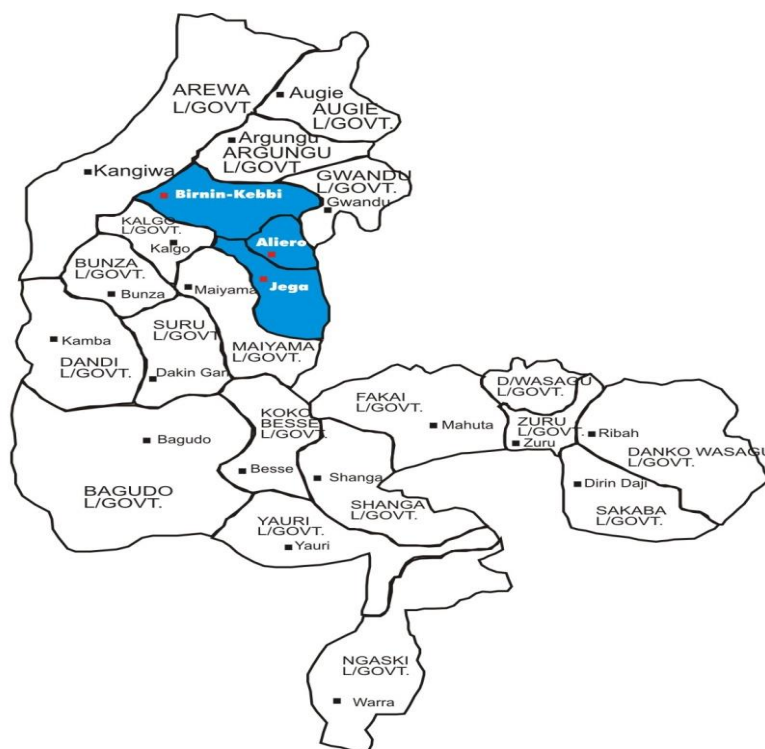 AREWA
L/GOVT.
Augie
AUGIE
L/GOVT.
Argungu
ARGUNGU
L/GOVT
Kangiwa
GWANDU
L/GOVT.
Gwandu
Birnin-Kebbi
KALGO
L/GOVT.
Kalgo
Aliero
BUNZA
L/GOVT.
Bunza
Maiyama
Jega
SURU
L/GOVT
MAIYAMA
L/GOVT.
Kamba
DANDI
L/GOVT.
Dakin Gari
D/WASAGU
L/GOVT.
FAKAI
L/GOVT.
Mahuta
KOKO
BESSE
L/GOVT.
ZURU
L/GOVT.
Zuru
Ribah
DANKO WASAGU
L/GOVT.
Bagudo
BAGUDO
L/GOVT.
Besse
Shanga
SHANGA
L/GOVT.
Dirin Daji
SAKABA
L/GOVT.
YAURI
L/GOVT.
Yauri
NGASKI
L/GOVT.
Warra